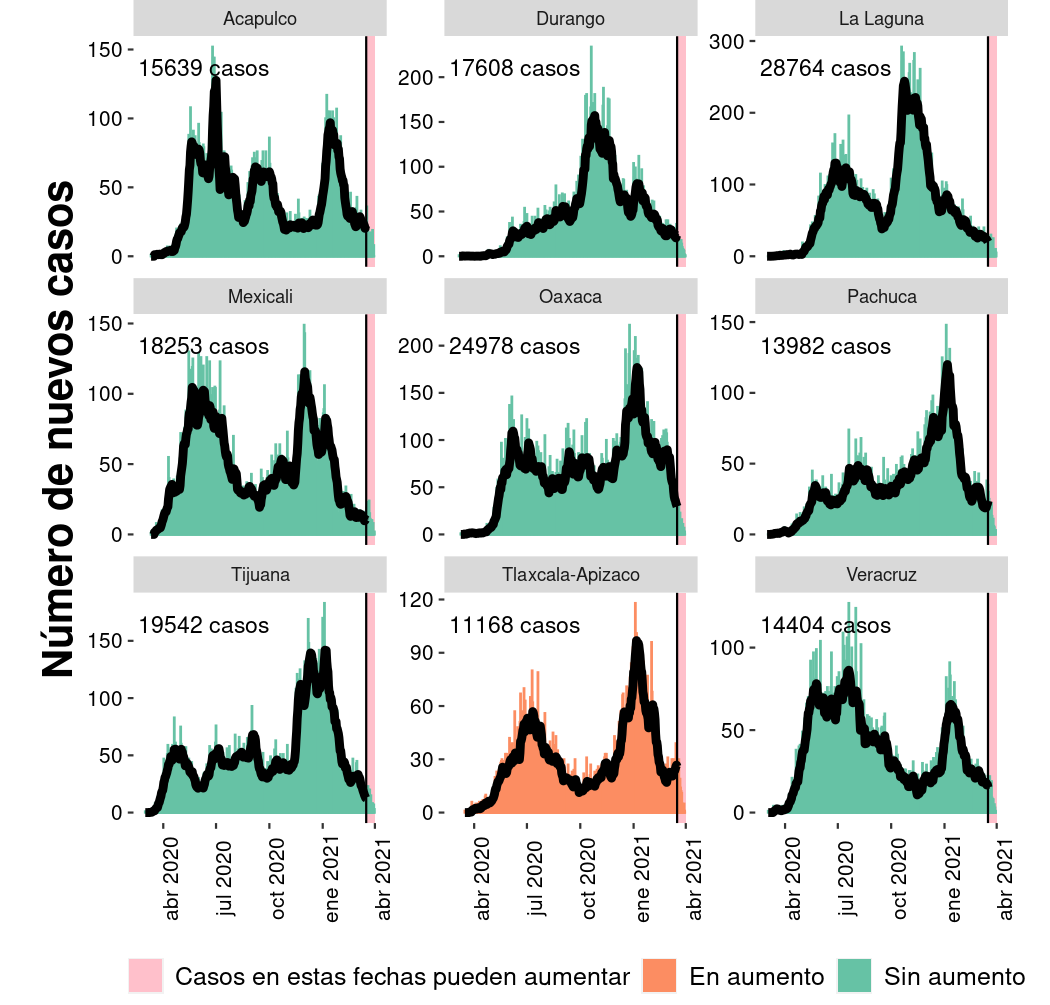 Número de nuevos casos
Acapulco
Durango
La Laguna
150
100
50
0
15639 casos
200
150
100
50
0
17608 casos
300
200
100
0
28764 casos
Mexicali
Oaxaca
Pachuca
150
100
50
0
18253 casos
200
150
100
50
0
24978 casos
150
100
50
0
13982 casos
Tijuana
Tlaxcala-Apizaco
Veracruz
150
100
50
0
19542 casos
120
90
60
30
0
11168 casos
100
50
0
14404 casos
abr 2020
jul 2020
oct 2020
ene 2021
abr 2021
abr 2020
jul 2020
oct 2020
ene 2021
abr 2021
abr 2020
jul 2020
oct 2020
ene 2021
abr 2021
Casos en estas fechas pueden aumentar
En aumento
Sin aumento